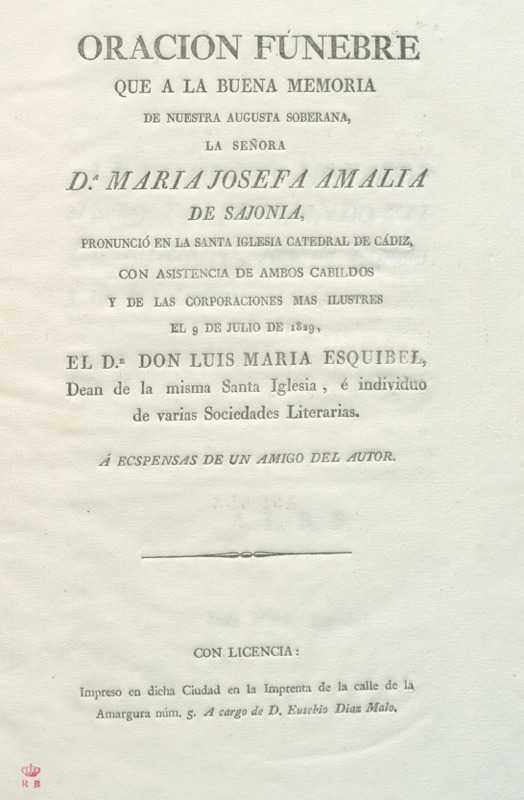 ORACION FÚNEBRE
QUE A LA BUENA MEMORIA
DE NUESTRA AUGUSTA SOBERANA,
LA SEÑORA
D.ª MARIA JOSEFA AMALIA
DE SAJONIA,
PRONUNCIÓ EN LA SANTA IGLESIA CATEDRAL DE CÁDIZ,
CON ASISTENCIA DE AMBOS CABILDOS
Y DE LAS CORPORACIONES MAS ILUSTRES
EL 9 DE JULIO DE 1829,
EL D.ᴿ DON LUIS MARIA ESQUIBEL,
Dean de la misma Santa Iglesia, é individuo
de varias Sociedades Literarias.
Á ECSPENSAS DE UN AMIGO DEL AUTOR.
CON LICENCIA:
Impreso en dicha Ciudad en la Imprenta de la calle de la
Amargura núm. 5. A cargo de D. Eusebio Diaz Malo.
R B